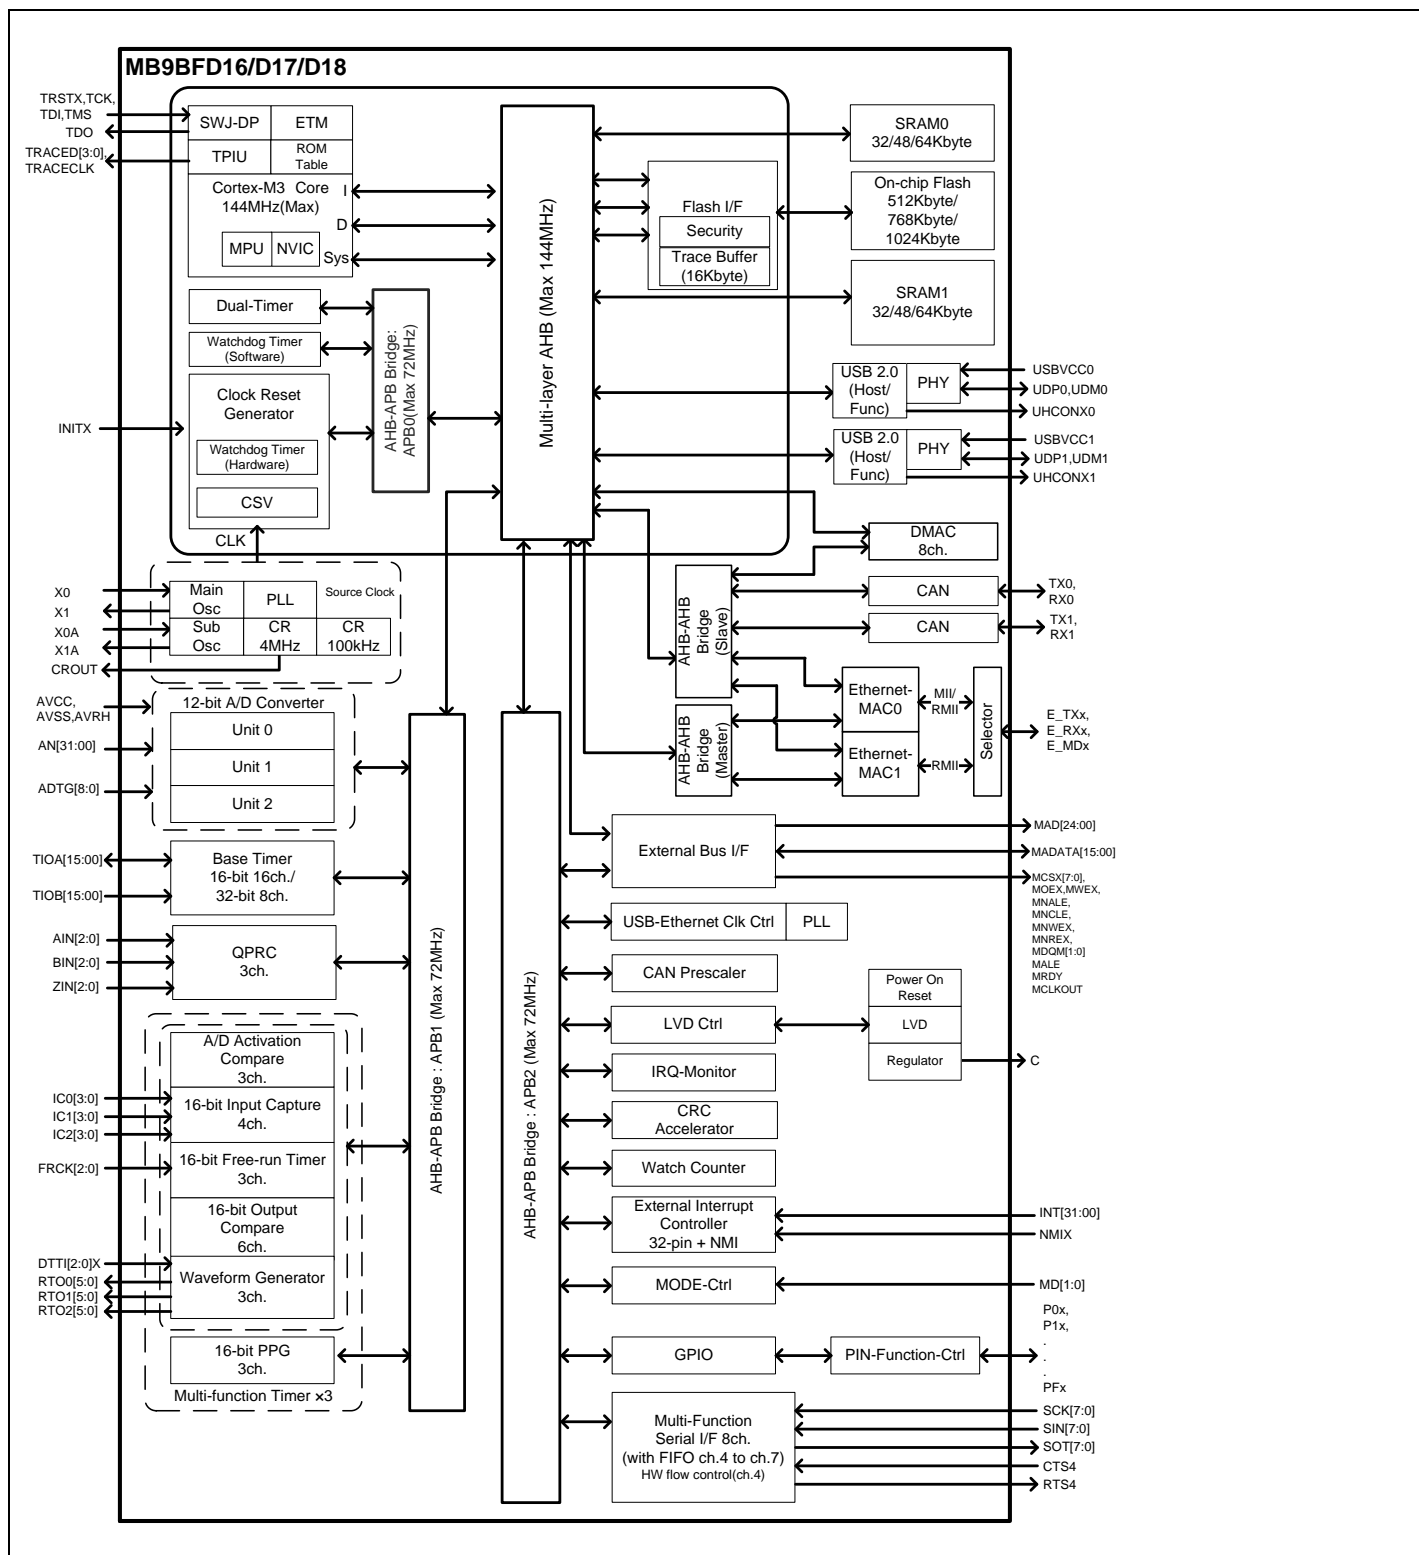 MB9BFD16/D17/D18
TRSTX,TCK,
TDI,TMS
TDO
TRACED[3:0],
TRACECLK
SWJ-DP
ETM
TPIU
ROM
Table
Cortex-M3 Core
144MHz(Max)
I
D
Sys
MPU
NVIC
Dual-Timer
Watchdog Timer
(Software)
Clock Reset
Generator
Watchdog Timer
(Hardware)
CSV
CLK
INITX
AHB-APB Bridge:
APB0(Max 72MHz)
Multi-layer AHB (Max 144MHz)
Flash I/F
Security
Trace Buffer
(16Kbyte)
SRAM0
32/48/64Kbyte
On-chip Flash
512Kbyte/
768Kbyte/
1024Kbyte
SRAM1
32/48/64Kbyte
USB 2.0
(Host/
Func)
PHY
USBVCC0
UDP0,UDM0
UHCONX0
USB 2.0
(Host/
Func)
PHY
USBVCC1
UDP1,UDM1
UHCONX1
DMAC
8ch.
CAN
TX0,
RX0
CAN
TX1,
RX1
AHB-AHB
Bridge
(Slave)
AHB-AHB
Bridge
(Master)
Ethernet-
MAC0
Ethernet-
MAC1
MII/
RMII
RMII
Selector
E_TXx,
E_RXx,
E_MDx
X0
X1
X0A
X1A
CROUT
Main
Osc
PLL
Source Clock
Sub
Osc
CR
4MHz
CR
100kHz
AVCC,
AVSS,AVRH
AN[31:00]
ADTG[8:0]
12-bit A/D Converter
Unit 0
Unit 1
Unit 2
TIOA[15:00]
TIOB[15:00]
Base Timer
16-bit 16ch./
32-bit 8ch.
AIN[2:0]
BIN[2:0]
ZIN[2:0]
QPRC
3ch.
A/D Activation
Compare
3ch.
IC0[3:0]
IC1[3:0]
IC2[3:0]
16-bit Input Capture
4ch.
FRCK[2:0]
16-bit Free-run Timer
3ch.
16-bit Output
Compare
6ch.
DTTI[2:0]X
RTO0[5:0]
RTO1[5:0]
RTO2[5:0]
Waveform Generator
3ch.
16-bit PPG
3ch.
Multi-function Timer ×3
AHB-APB Bridge : APB1 (Max 72MHz)
AHB-APB Bridge : APB2 (Max 72MHz)
External Bus I/F
MAD[24:00]
MADATA[15:00]
MCSX[7:0],
MOEX,MWEX,
MNALE,
MNCLE,
MNWEX,
MNREX,
MDQM[1:0]
MALE
MRDY
MCLKOUT
USB-Ethernet Clk Ctrl
PLL
CAN Prescaler
LVD Ctrl
Power On
Reset
LVD
Regulator
C
IRQ-Monitor
CRC
Accelerator
Watch Counter
External Interrupt
Controller
32-pin + NMI
INT[31:00]
NMIX
MODE-Ctrl
MD[1:0]
GPIO
PIN-Function-Ctrl
P0x,
P1x,
.
.
.
PFx
Multi-Function
Serial I/F 8ch.
(with FIFO ch.4 to ch.7)
HW flow control(ch.4)
SCK[7:0]
SIN[7:0]
SOT[7:0]
CTS4
RTS4